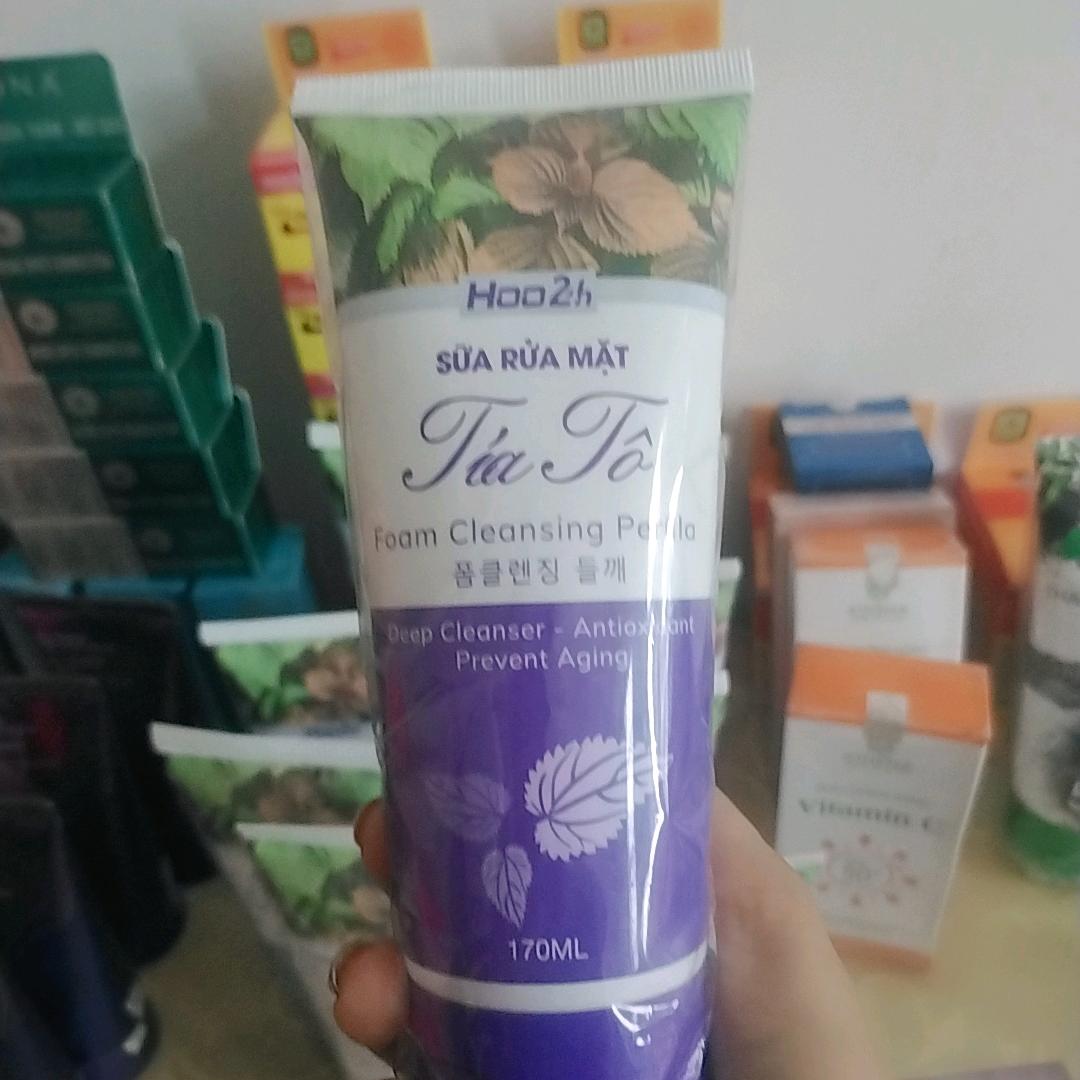 Hoo2h
SỮA RỬA MẶT
Tía Tô
Foam Cleansing Perilla
폼클렌징 들깨
Deep Cleanser - Antioxidant
Prevent Aging
170ML
Vitamin C